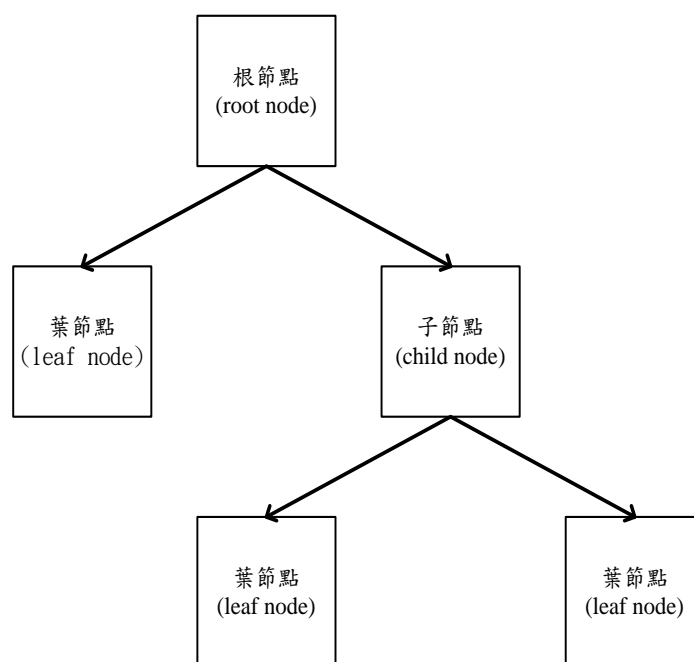 根節點
(root node)
葉節點
(leaf node)
子節點
(child node)
葉節點
(leaf node)
葉節點
(leaf node)